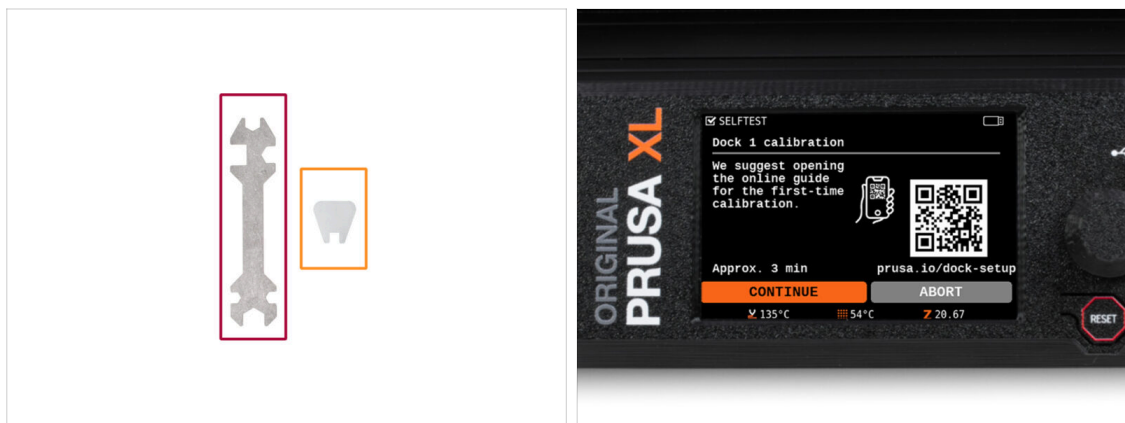 ORIGINAL
PRUSA XL
SELFTEST
Dock 1 calibration
We suggest opening
the online guide
for the first-time
calibration.
Approx. 3 min
prusa.io/dock-setup
CONTINUE
ABORT
135°C
54°C
Z 20.67
RESET